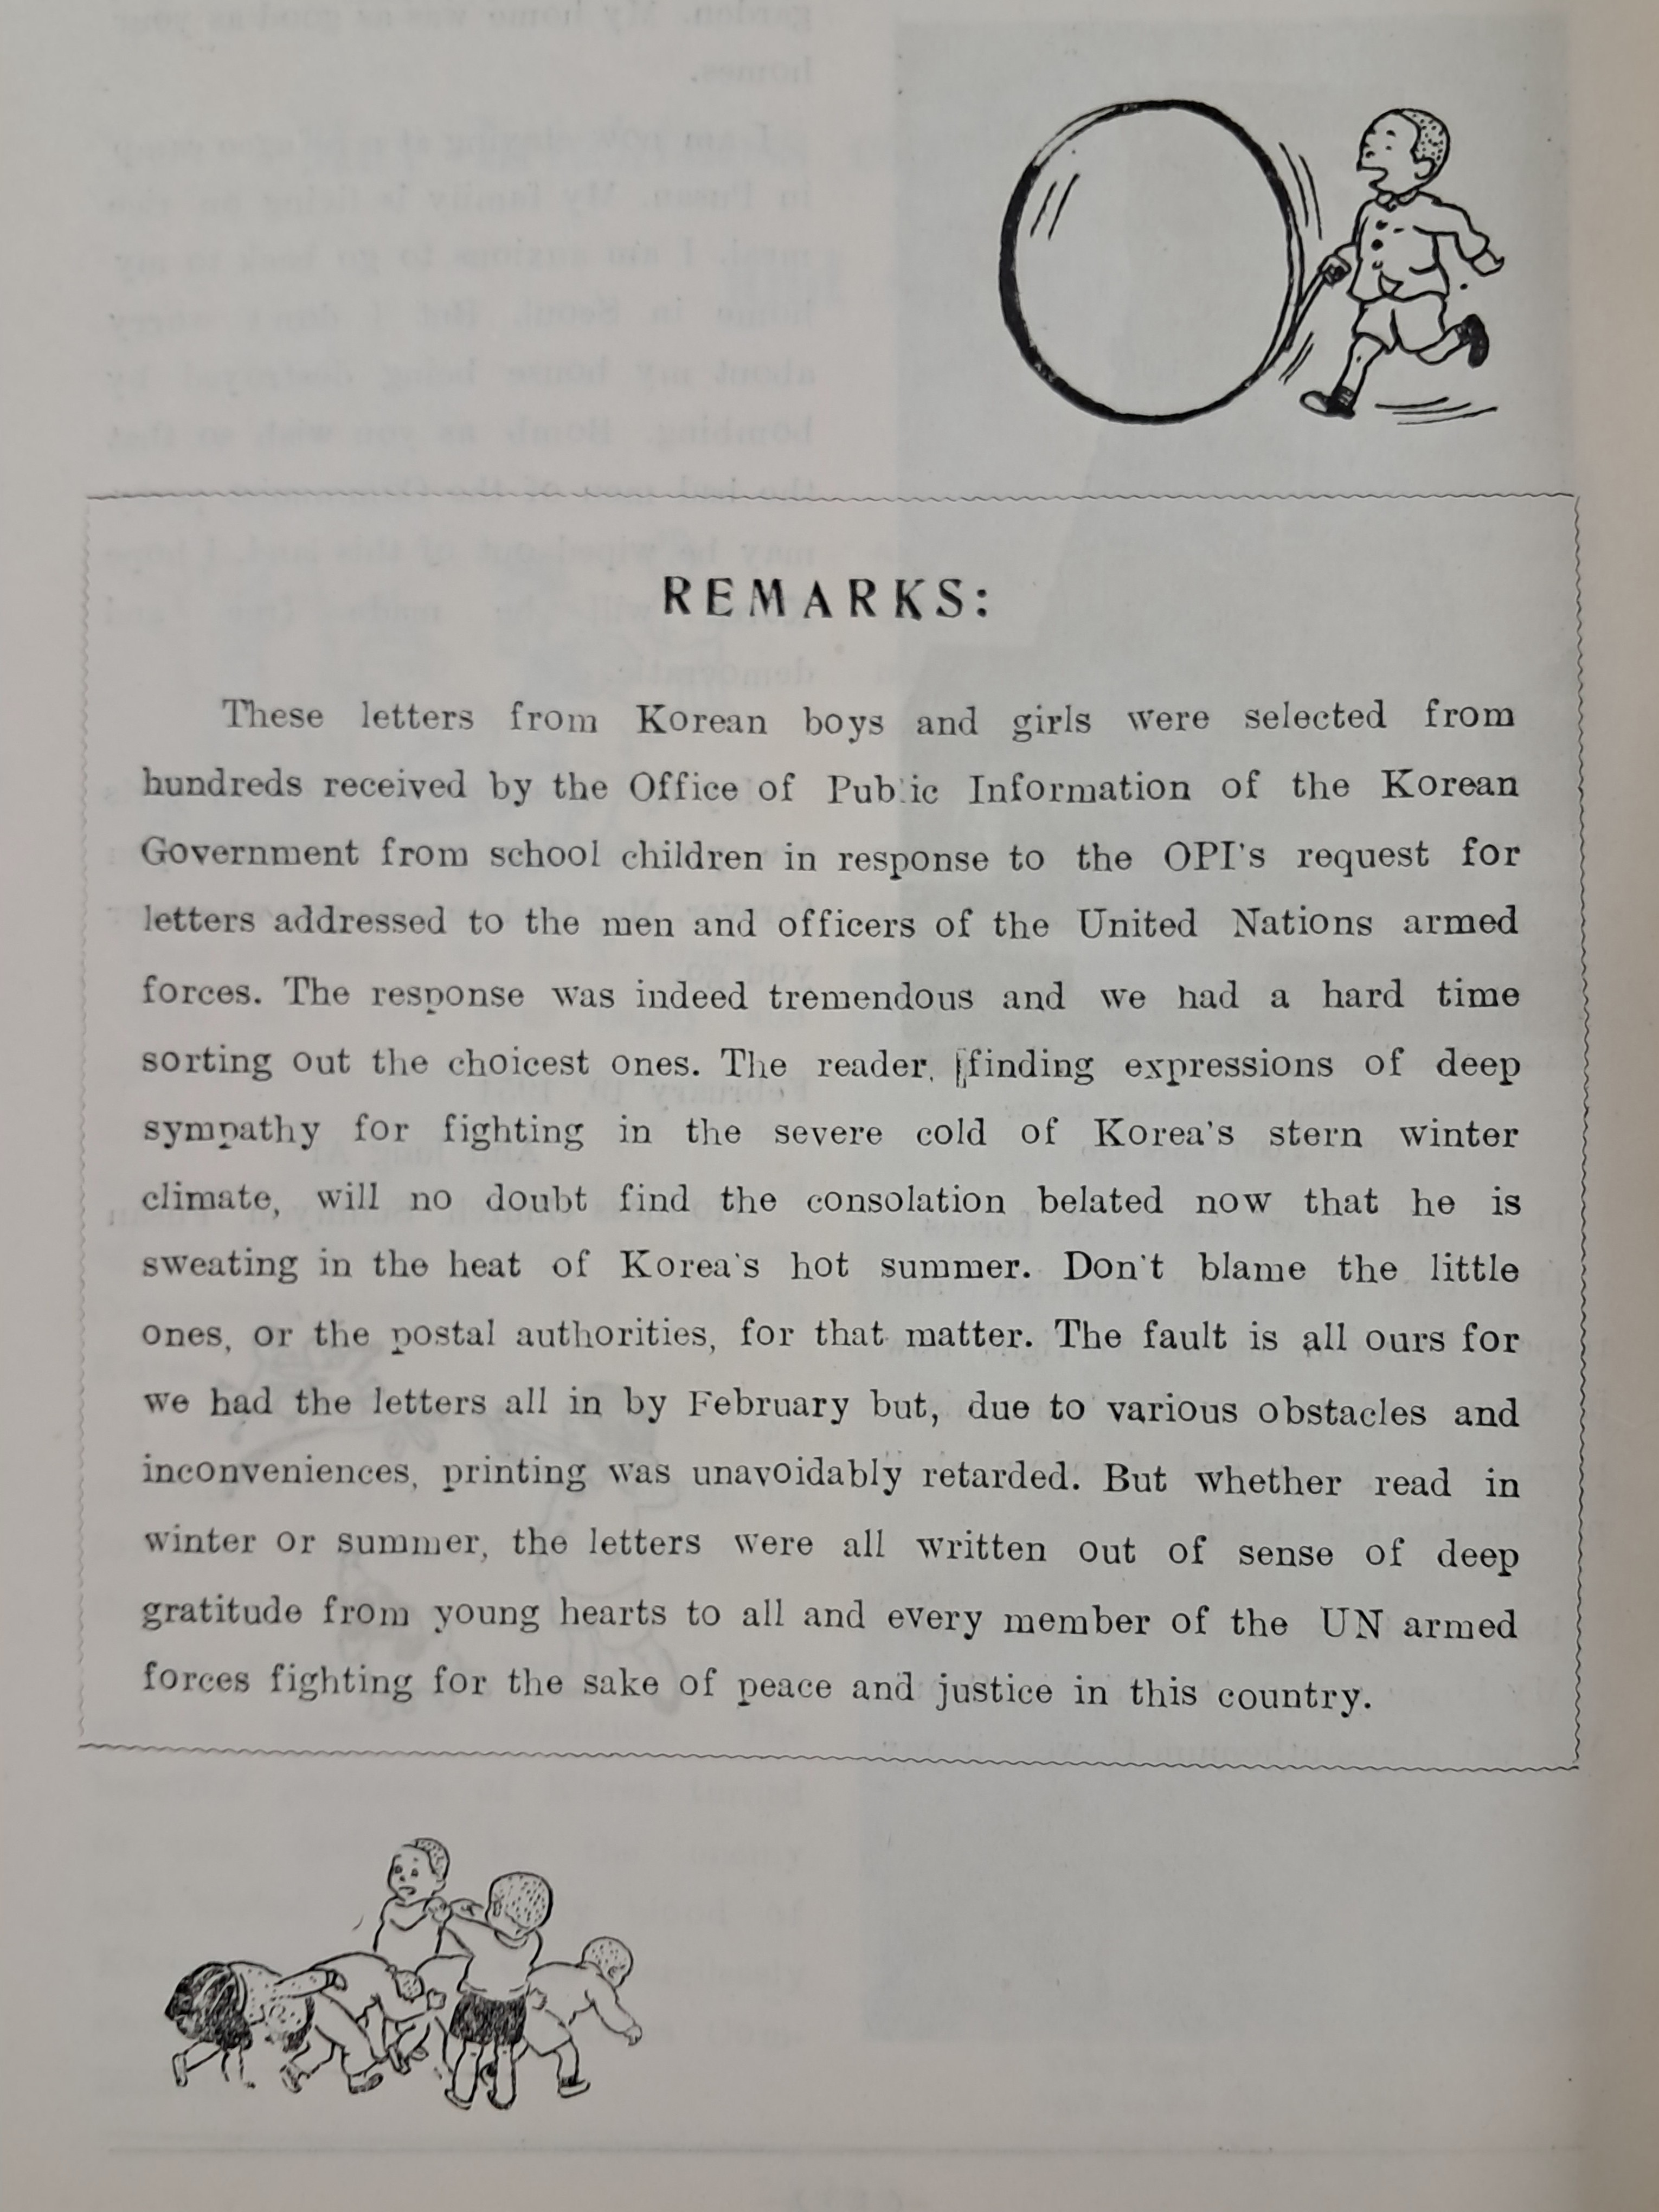 REMARKS:
These letters from Korean boys and girls were selected from
hundreds received by the Office of Public Information of the Korean
Government from school children in response to the OPI's request for
letters addressed to the men and officers of the United Nations armed
forces. The response was indeed tremendous and we had a hard time
sorting out the choicest ones. The reader, finding expressions of deep
sympathy for fighting in the severe cold of Korea's stern winter
climate, will no doubt find the consolation belated now that he is
sweating in the heat of Korea's hot summer. Don't blame the little
ones, or the postal authorities, for that matter. The fault is all ours for
we had the letters all in by February but, due to various obstacles and
inconveniences, printing was unavoidably retarded. But whether read in
winter or summer, the letters were all written out of sense of deep
gratitude from young hearts to all and every member of the UN armed
forces fighting for the sake of peace and justice in this country.